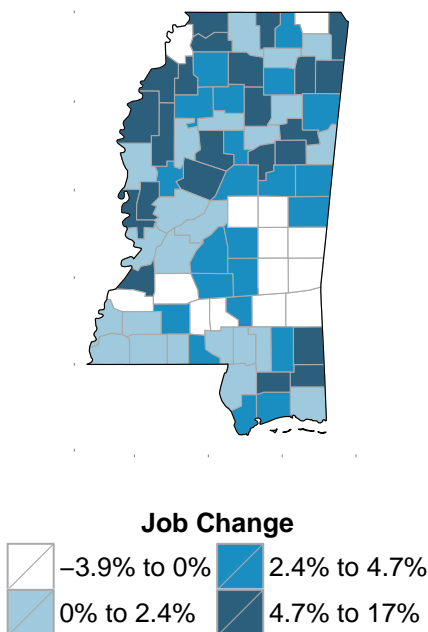 Job Change
−3.9% to 0%
2.4% to 4.7%
0% to 2.4%
4.7% to 17%